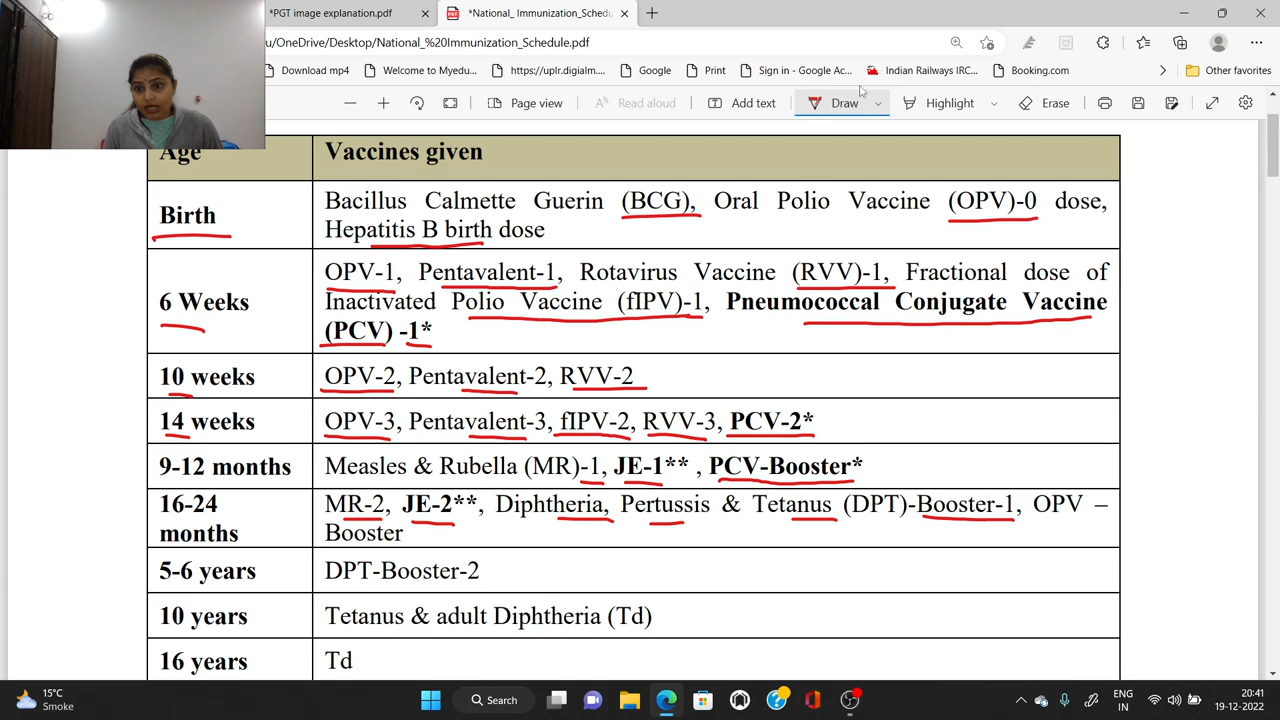 *PGT image explanation.pdf
*National_ Immunization_Schedu
u/OneDrive/Desktop/National_%20Immunization_Schedule.pdf
Download mp4 Welcome to Myedu... https://uplr.digialm.... Google Print Sign in - Google Ac... Indian Railways IRC... Booking.com Other favorites
Page view Read aloud Add text Draw Highlight Erase
Age Vaccines given
Birth
Bacillus Calmette Guerin (BCG), Oral Polio Vaccine (OPV)-0 dose,
Hepatitis B birth dose
6 Weeks
OPV-1, Pentavalent-1, Rotavirus Vaccine (RVV)-1, Fractional dose of
Inactivated Polio Vaccine (fIPV)-1, Pneumococcal Conjugate Vaccine
(PCV) -1*
10 weeks OPV-2, Pentavalent-2, RVV-2
14 weeks OPV-3, Pentavalent-3, fIPV-2, RVV-3, PCV-2*
9-12 months Measles & Rubella (MR)-1, JE-1** , PCV-Booster*
16-24
months
MR-2, JE-2**, Diphtheria, Pertussis & Tetanus (DPT)-Booster-1, OPV –
Booster
5-6 years DPT-Booster-2
10 years Tetanus & adult Diphtheria (Td)
16 years Td
15°C
Smoke
Search
ENG
IN
20:41
19-12-2022